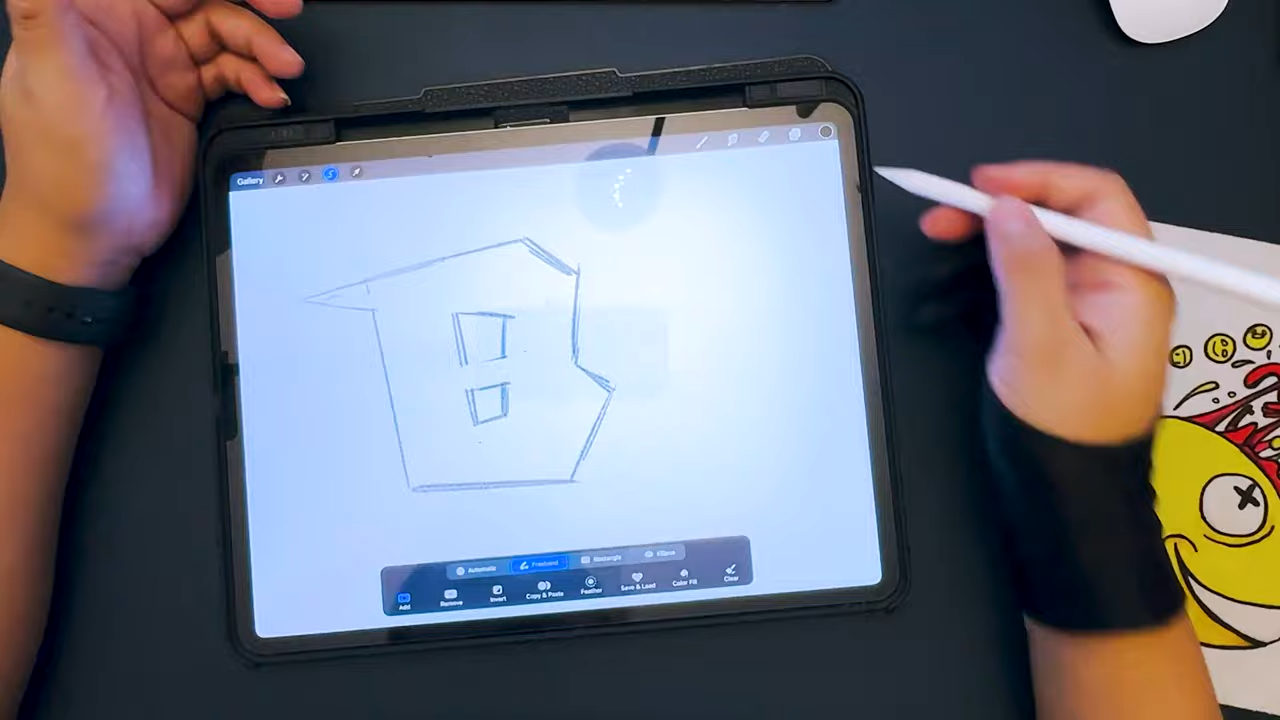 Gallery
Automatic Freehand Rectangle Ellipse
Add Remove Invert Copy & Paste Feather Save & Load Color Fill Clear